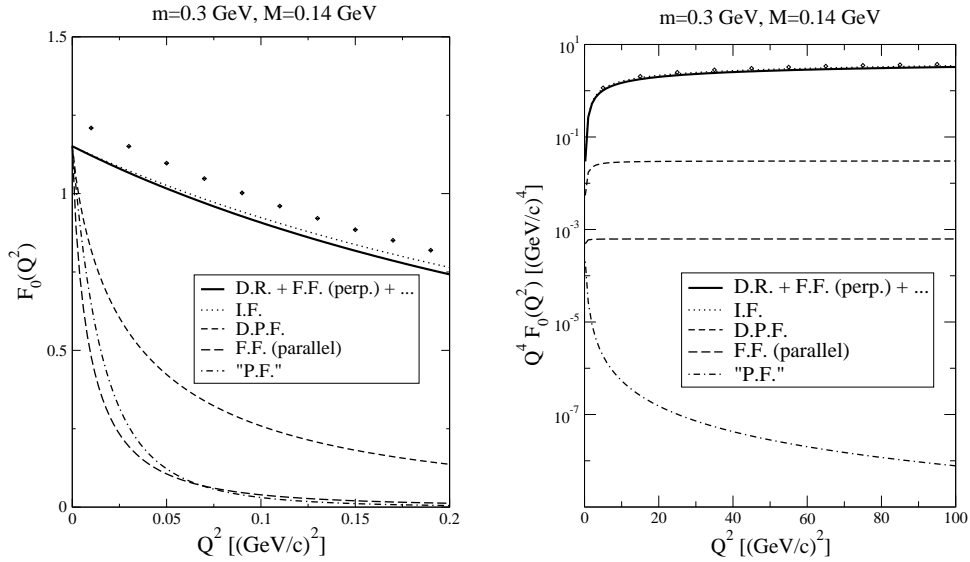 m=0.3 GeV, M=0.14 GeV
1.5
1
0.5
0
F₀(Q²)
D.R. + F.F. (perp.) + ...
I.F.
D.P.F.
F.F. (parallel)
"P.F."
0 0.05 0.1 0.15 0.2
Q² [(GeV/c)²]
m=0.3 GeV, M=0.14 GeV
10¹
10⁻¹
10⁻³
10⁻⁵
10⁻⁷
Q⁴ F₀(Q²) [(GeV/c)⁴]
D.R. + F.F. (perp.) + ...
I.F.
D.P.F.
F.F. (parallel)
"P.F."
0 20 40 60 80 100
Q² [(GeV/c)²]